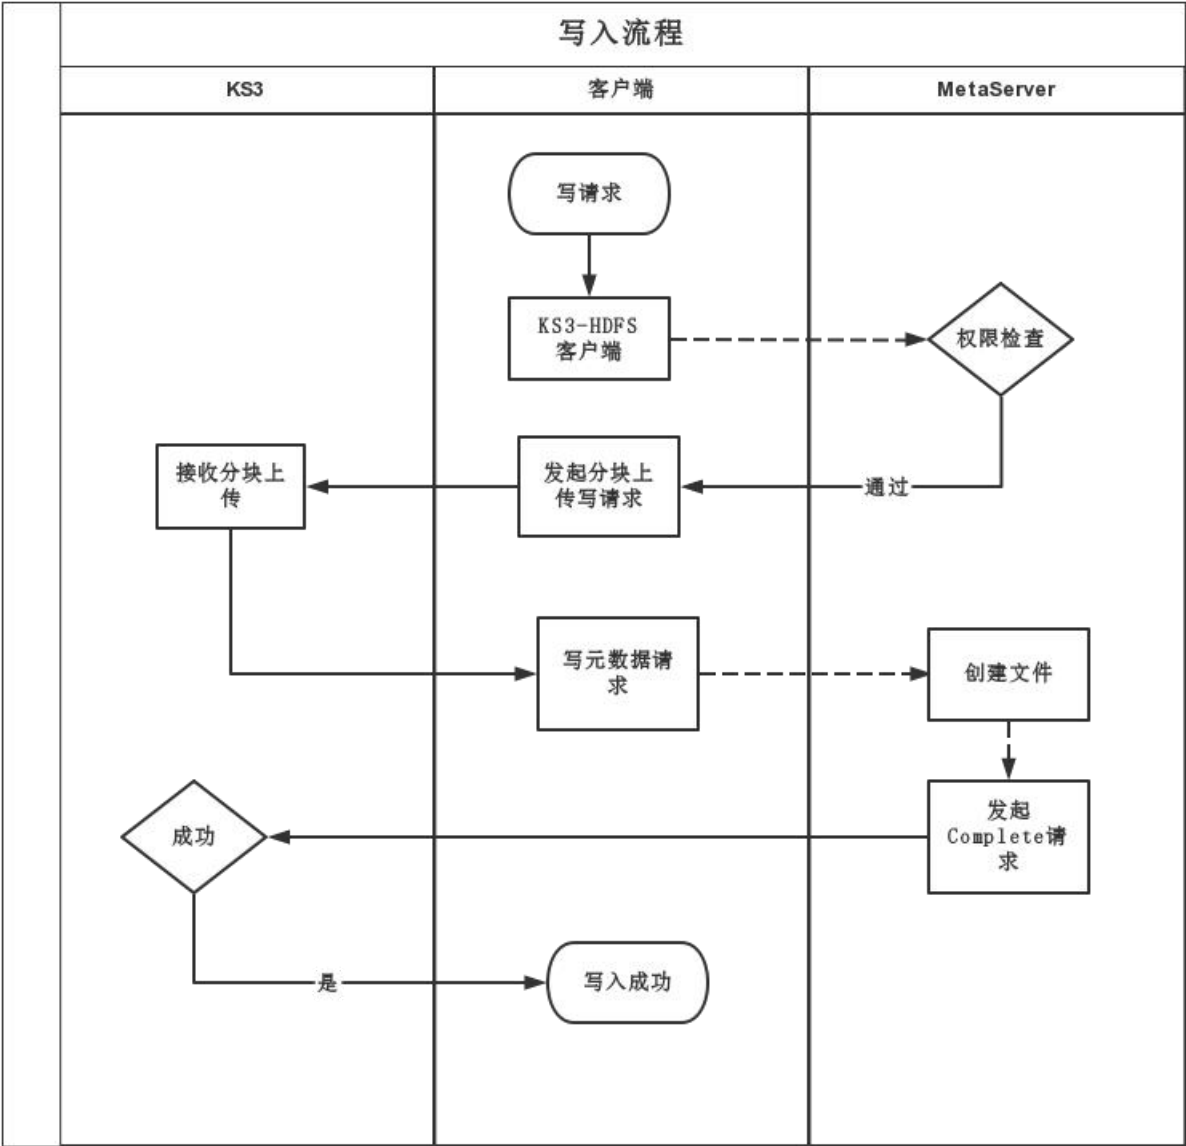 写入流程
KS3
客户端
MetaServer
写请求
KS3-HDFS
客户端
权限检查
接收分块上
传
发起分块上
传写请求
通过
写元数据请
求
创建文件
成功
发起
Complete请
求
是
写入成功